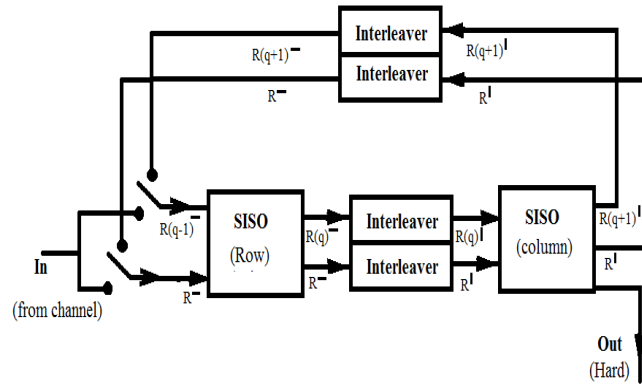 Interleaver
R(q+1)⁻
R(q+1)ᴵ
Interleaver
R⁻
Rᴵ
R(q-1)⁻
SISO
(Row)
R(q)⁻
Interleaver
R(q)ᴵ
SISO
(column)
R(q+1)ᴵ
In
(from channel)
R⁻
R⁻
Interleaver
Rᴵ
Rᴵ
Out
(Hard)